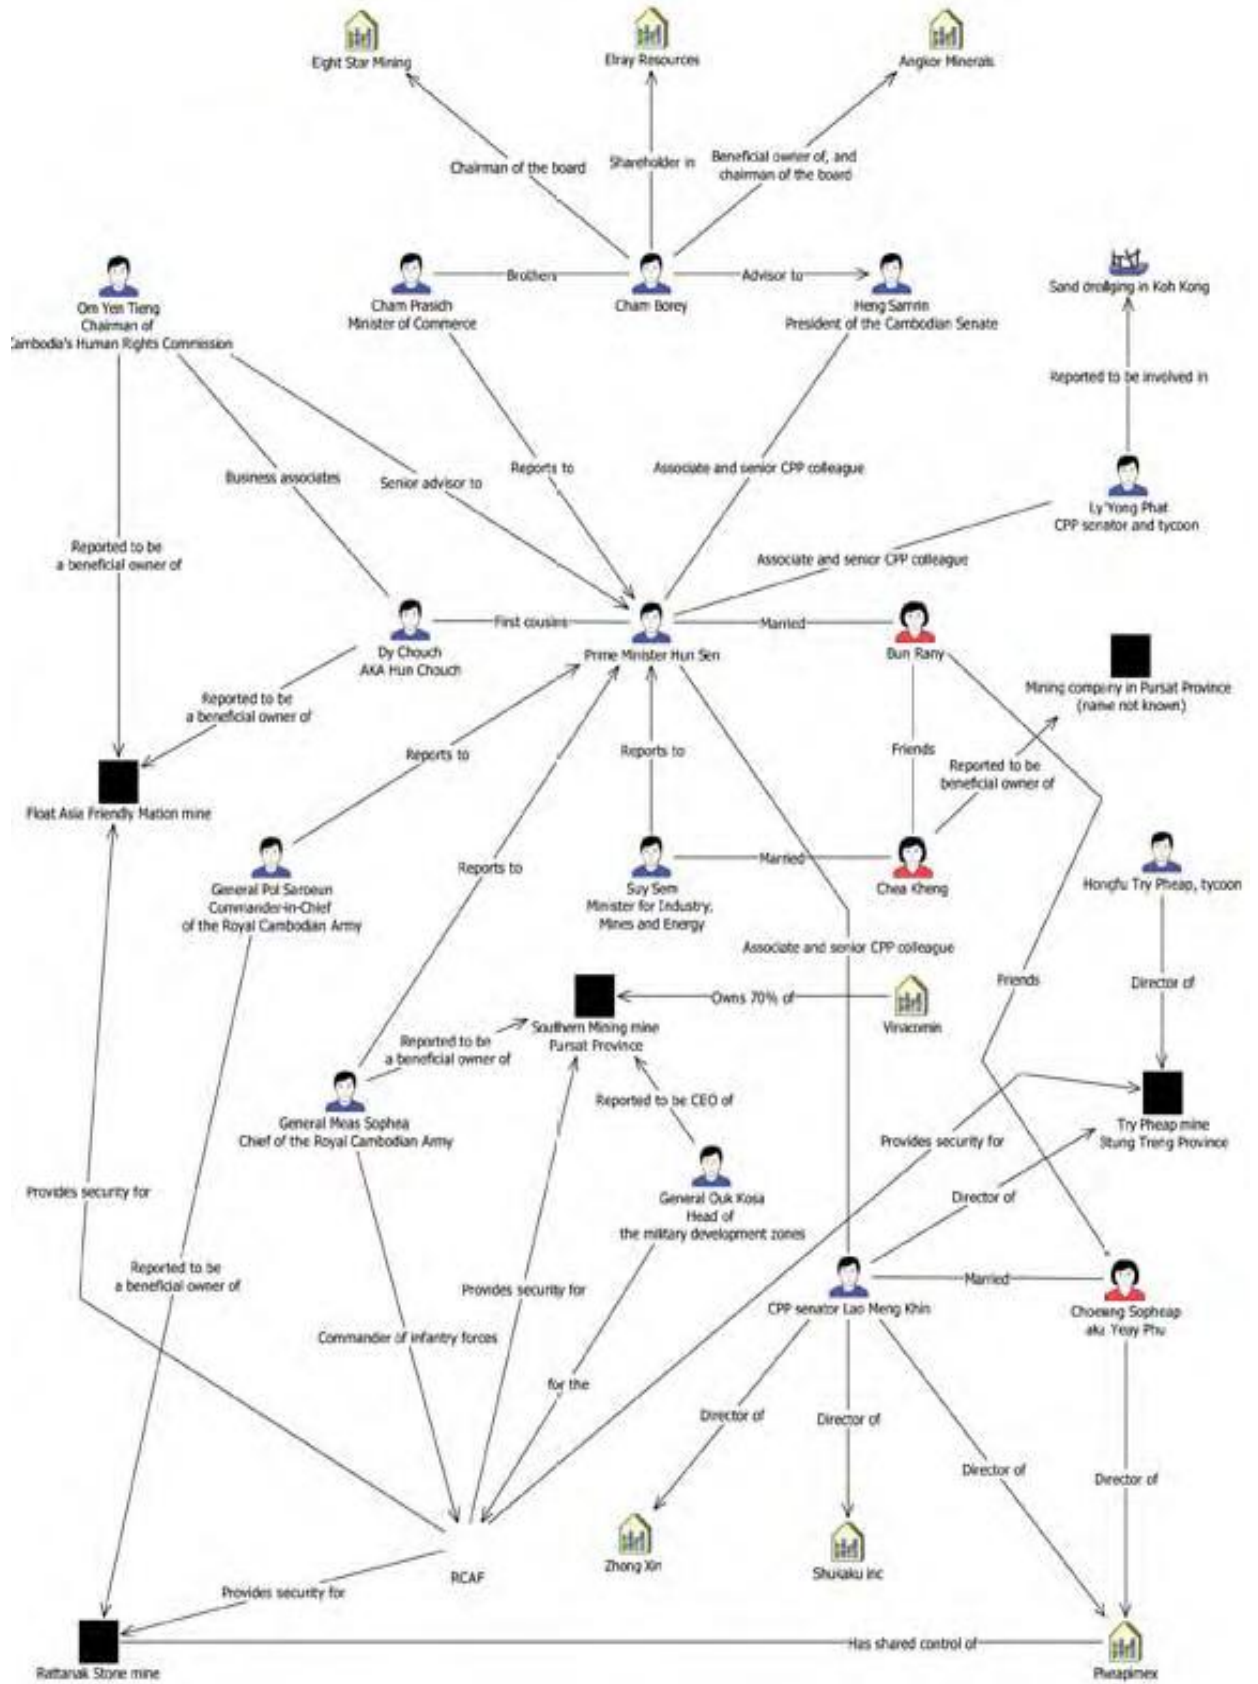 Eight Star Mining
Elray Resources
Angkor Minerals
Chairman of the board
Shareholder in
Beneficial owner of, and
chairman of the board
Om Yen Tieng
Chairman of
Cambodia's Human Rights Commission
Cham Prasidh
Minister of Commerce
Brothers
Cham Borey
Advisor to
Heng Samrin
President of the Cambodian Senate
Sand dredging in Koh Kong
Reported to be involved in
Business associates
Senior advisor to
Reports to
Associate and senior CPP colleague
Ly Yong Phat
CPP senator and tycoon
Reported to be
a beneficial owner of
Associate and senior CPP colleague
Dy Chouch
AKA Hun Chouch
First cousins
Prime Minister Hun Sen
Married
Bun Rany
Mining company in Pursat Province
(name not known)
Reported to be
a beneficial owner of
Reports to
Reports to
Friends
Reported to be
beneficial owner of
Float Asia Friendly Mation mine
General Pol Saroeun
Commander-in-Chief
of the Royal Cambodian Army
Reports to
Suy Sem
Minister for Industry,
Mines and Energy
Married
Chea Kheng
Hongfu Try Pheap, tycoon
Associate and senior CPP colleague
Friends
Director of
Southern Mining mine
Pursat Province
Owns 70% of
Vinacomin
Reported to be
a beneficial owner of
General Meas Sophea
Chief of the Royal Cambodian Army
Reported to be CEO of
Provides security for
Try Pheap mine
Stung Treng Province
Provides security for
General Ouk Kosa
Head of
the military development zones
Director of
Reported to be
a beneficial owner of
Provides security for
CPP senator Lao Meng Khin
Married
Choeung Sopheap
aka Yeay Phu
Commander of infantry forces
for the
Director of
Director of
Director of
Director of
RCAF
Zhong Xin
Shukaku inc
Provides security for
Rattanak Stone mine
Has shared control of
Pheapimex